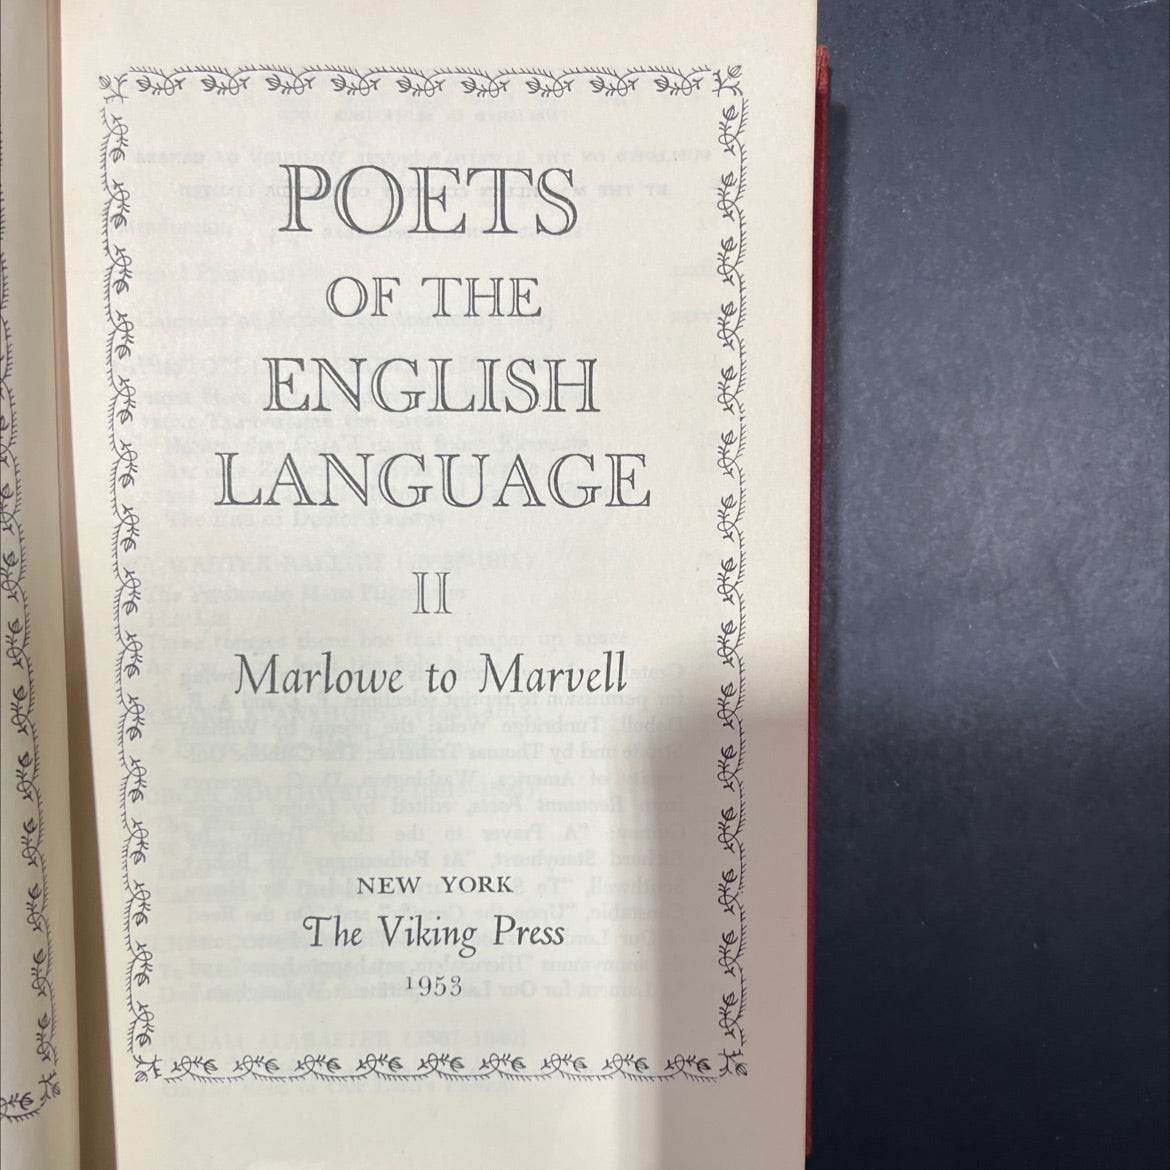 POETS
OF THE
ENGLISH
LANGUAGE
II
Marlowe to Marvell
NEW YORK
The Viking Press
1953